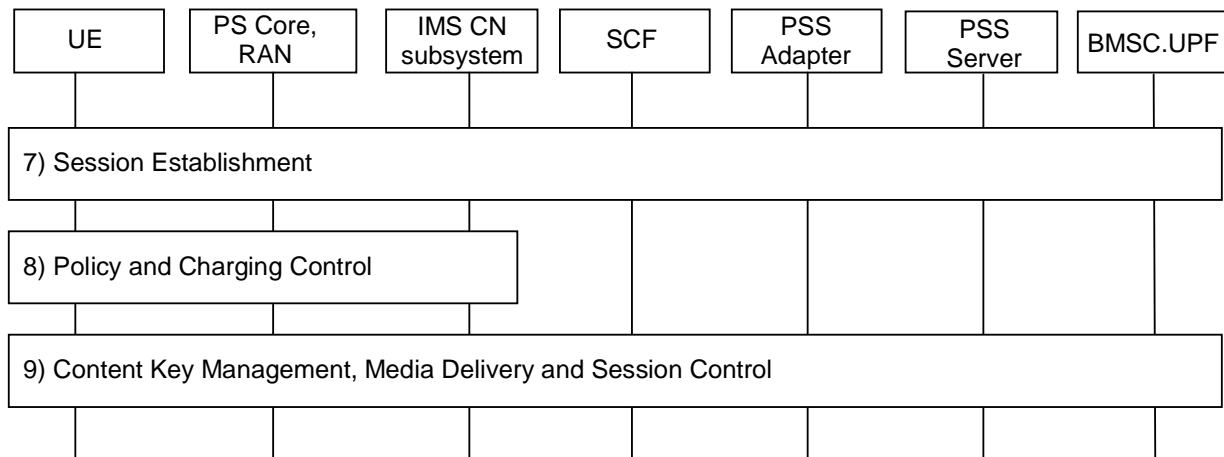 UE
PS Core,
RAN
IMS CN
subsystem
SCF
PSS
Adapter
PSS
Server
BMSC.UPF
7) Session Establishment
8) Policy and Charging Control
9) Content Key Management, Media Delivery and Session Control